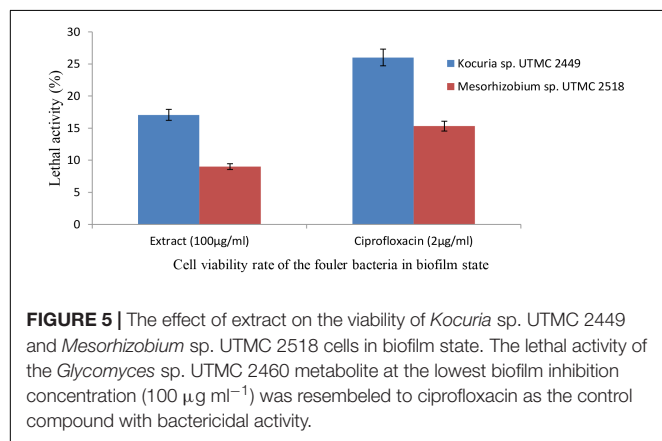 30
25
20
15
10
5
0
Lethal activity (%)
Kocuria sp. UTMC 2449
Mesorhizobium sp. UTMC 2518
Extract (100µg/ml)
Ciprofloxacin (2µg/ml)
Cell viability rate of the fouler bacteria in biofilm state
FIGURE 5 | The effect of extract on the viability of Kocuria sp. UTMC 2449
and Mesorhizobium sp. UTMC 2518 cells in biofilm state. The lethal activity of
the Glycomyces sp. UTMC 2460 metabolite at the lowest biofilm inhibition
concentration (100 µg ml−1) was resembeled to ciprofloxacin as the control
compound with bactericidal activity.